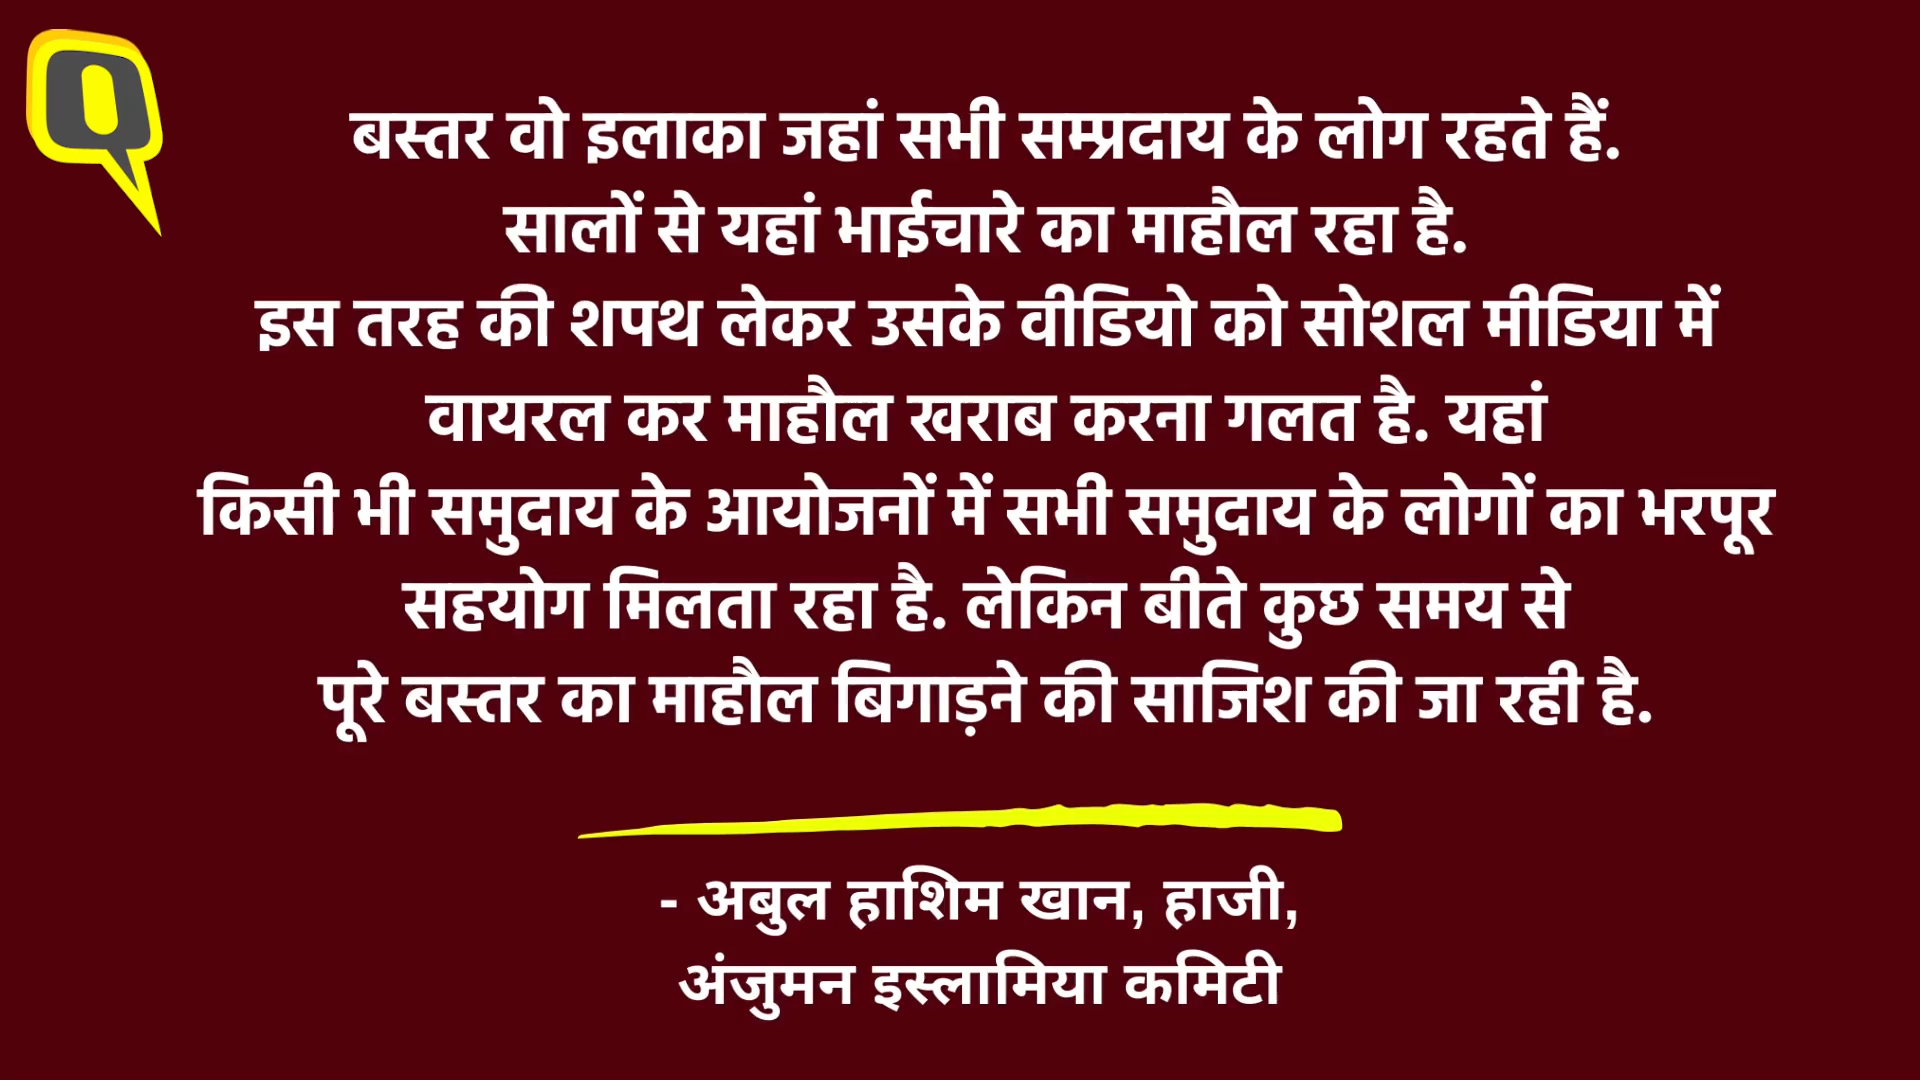 बस्तर वो इलाका जहां सभी सम्प्रदाय के लोग रहते हैं.
सालों से यहां भाईचारे का माहौल रहा है.
इस तरह की शपथ लेकर उसके वीडियो को सोशल मीडिया में
वायरल कर माहौल खराब करना गलत है. यहां
किसी भी समुदाय के आयोजनों में सभी समुदाय के लोगों का भरपूर
सहयोग मिलता रहा है. लेकिन बीते कुछ समय से
पूरे बस्तर का माहौल बिगाड़ने की साजिश की जा रही है.
- अबुल हाशिम खान, हाजी,
अंजुमन इस्लामिया कमिटी